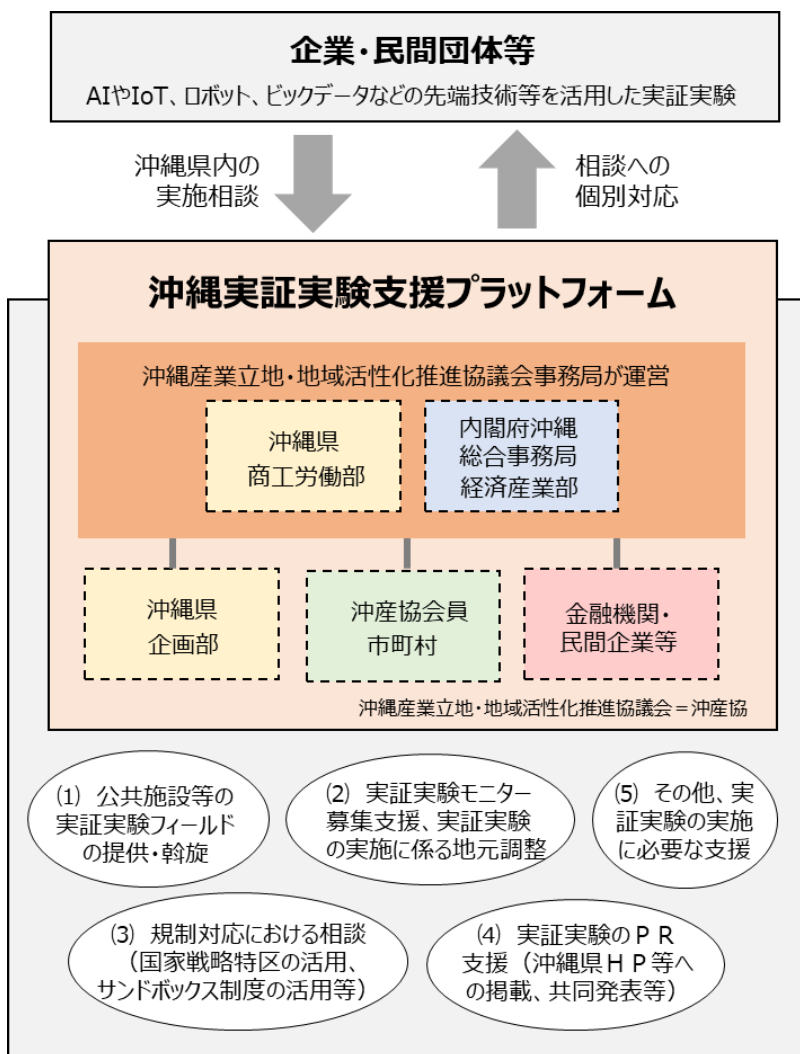 企業・民間団体等
AIやIoT、ロボット、ビックデータなどの先端技術等を活用した実証実験
沖縄県内の
実施相談
相談への
個別対応
沖縄実証実験支援プラットフォーム
沖縄産業立地・地域活性化推進協議会事務局が運営
沖縄県
商工労働部
内閣府沖縄
総合事務局
経済産業部
沖縄県
企画部
沖産協会員
市町村
金融機関・
民間企業等
沖縄産業立地・地域活性化推進協議会＝沖産協
⑴ 公共施設等の
実証実験フィールド
の提供・斡旋
⑵ 実証実験モニター
募集支援、実証実験
の実施に係る地元調整
⑸ その他、実
証実験の実施
に必要な支援
⑶ 規制対応における相談
（国家戦略特区の活用、
サンドボックス制度の活用等）
⑷ 実証実験のＰＲ
支援（沖縄県ＨＰ等へ
の掲載、共同発表等）